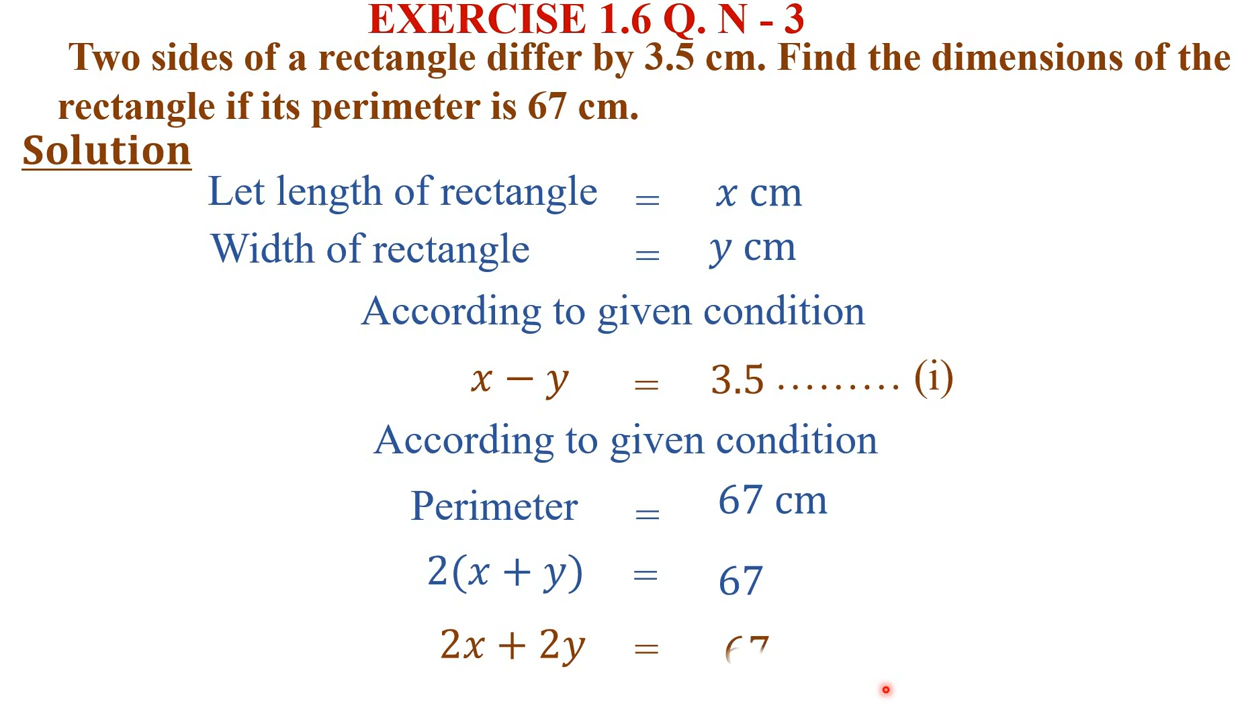 EXERCISE 1.6 Q. N - 3
Two sides of a rectangle differ by 3.5 cm. Find the dimensions of the
rectangle if its perimeter is 67 cm.
Solution
Let length of rectangle = x cm
Width of rectangle = y cm
According to given condition
x − y = 3.5 ......... (i)
According to given condition
Perimeter = 67 cm
2(x + y) = 67
2x + 2y = 67